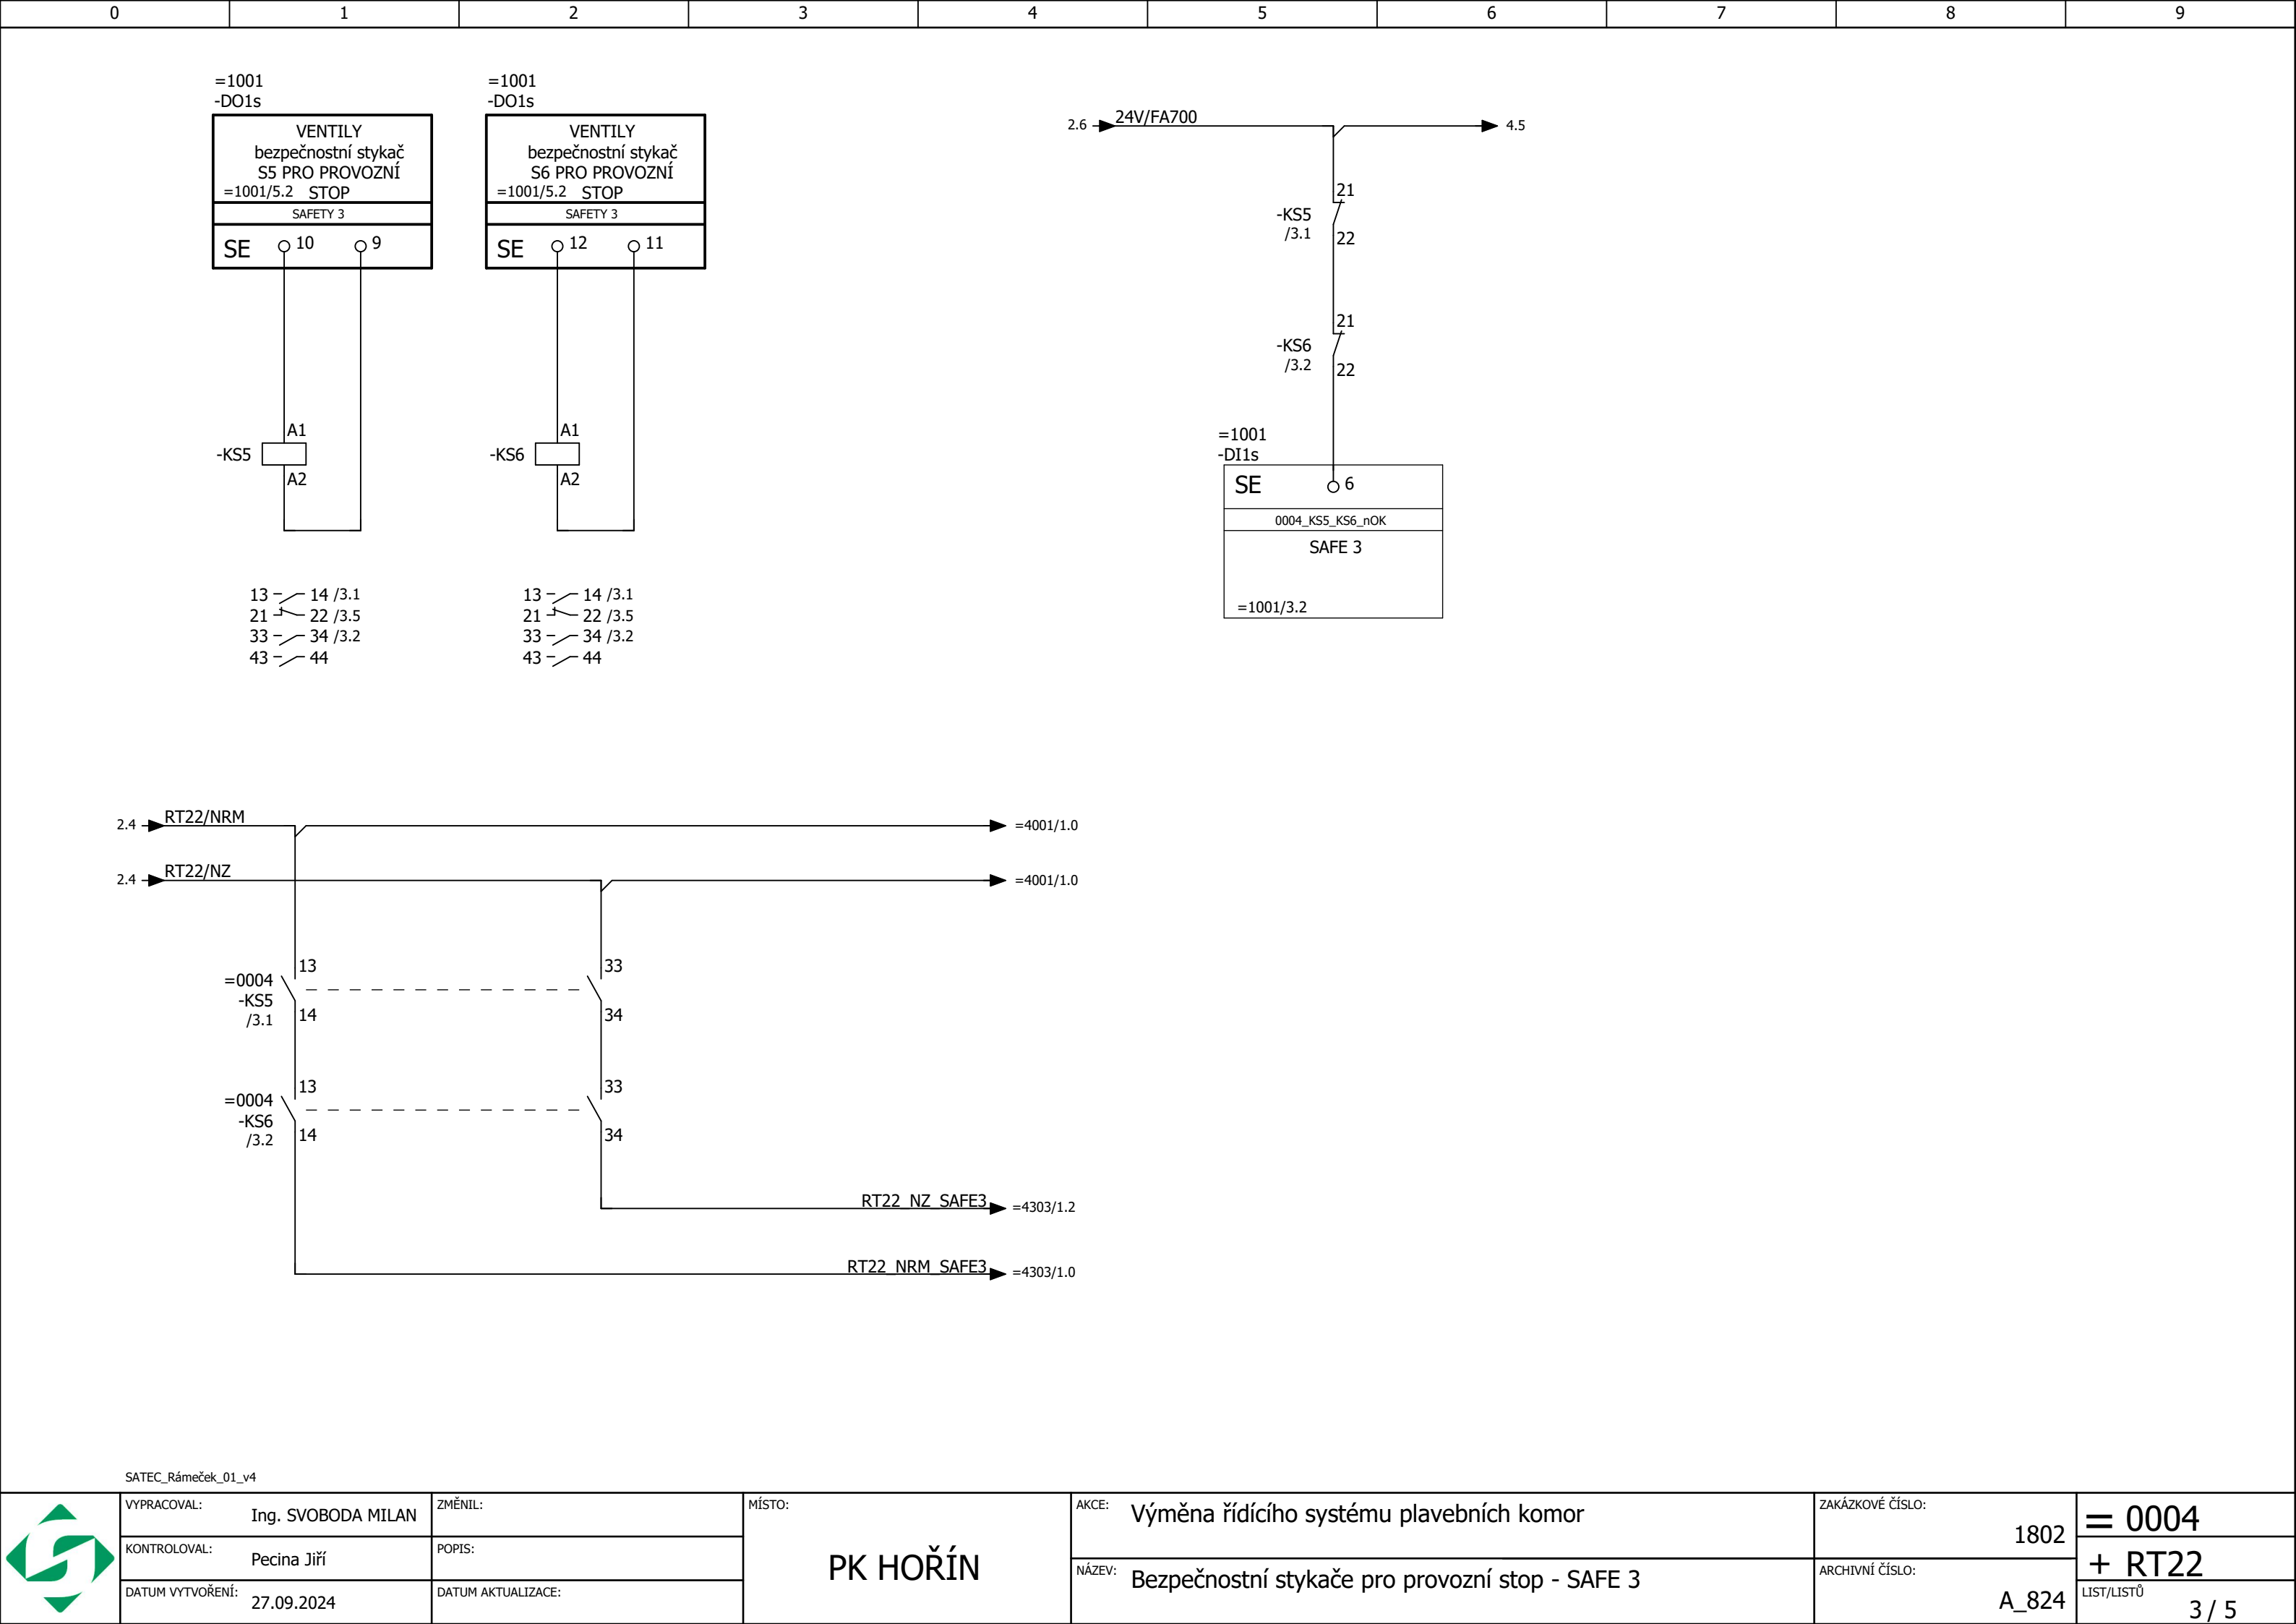 0 1 2 3 4 5 6 7 8 9
=1001
-DO1s
VENTILY
bezpečnostní stykač
S5 PRO PROVOZNÍ
=1001/5.2 STOP
SAFETY 3
SE 10 9
A1
-KS5
A2
13 14 /3.1
21 22 /3.5
33 34 /3.2
43 44
=1001
-DO1s
VENTILY
bezpečnostní stykač
S6 PRO PROVOZNÍ
=1001/5.2 STOP
SAFETY 3
SE 12 11
A1
-KS6
A2
13 14 /3.1
21 22 /3.5
33 34 /3.2
43 44
2.6 24V/FA700 4.5
21
-KS5
/3.1
22
21
-KS6
/3.2
22
=1001
-DI1s
SE 6
0004_KS5_KS6_nOK
SAFE 3
=1001/3.2
2.4 RT22/NRM =4001/1.0
2.4 RT22/NZ =4001/1.0
13 33
=0004
-KS5
/3.1
14 34
13 33
=0004
-KS6
/3.2
14 34
RT22_NZ_SAFE3 =4303/1.2
RT22_NRM_SAFE3 =4303/1.0
SATEC_Rámeček_01_v4
VYPRACOVAL: Ing. SVOBODA MILAN
KONTROLOVAL: Pecina Jiří
DATUM VYTVOŘENÍ: 27.09.2024
ZMĚNIL:
POPIS:
DATUM AKTUALIZACE:
MÍSTO:
PK HOŘÍN
AKCE: Výměna řídícího systému plavebních komor
NÁZEV: Bezpečnostní stykače pro provozní stop - SAFE 3
ZAKÁZKOVÉ ČÍSLO:
1802
ARCHIVNÍ ČÍSLO:
A_824
= 0004
+ RT22
LIST/LISTŮ
3 / 5